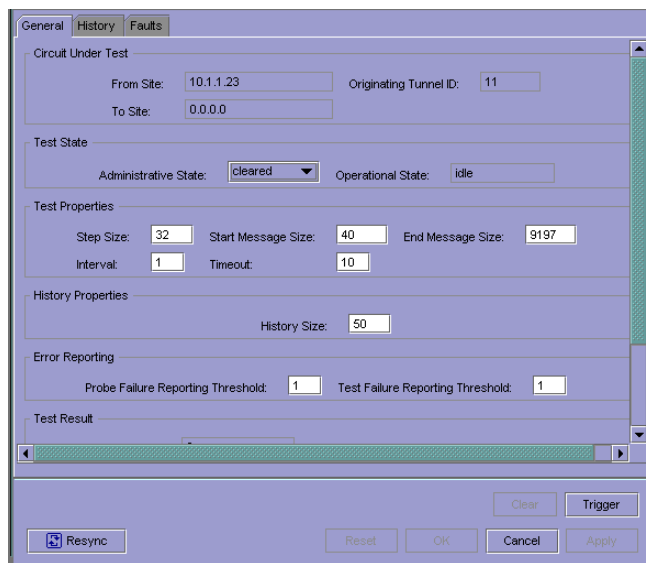 General History Faults
Circuit Under Test
From Site: 10.1.1.23 Originating Tunnel ID: 11
To Site: 0.0.0.0
Test State
Administrative State: cleared Operational State: idle
Test Properties
Step Size: 32 Start Message Size: 40 End Message Size: 9197
Interval: 1 Timeout: 10
History Properties
History Size: 50
Error Reporting
Probe Failure Reporting Threshold: 1 Test Failure Reporting Threshold: 1
Test Result
Clear Trigger
Resync Reset OK Cancel Apply